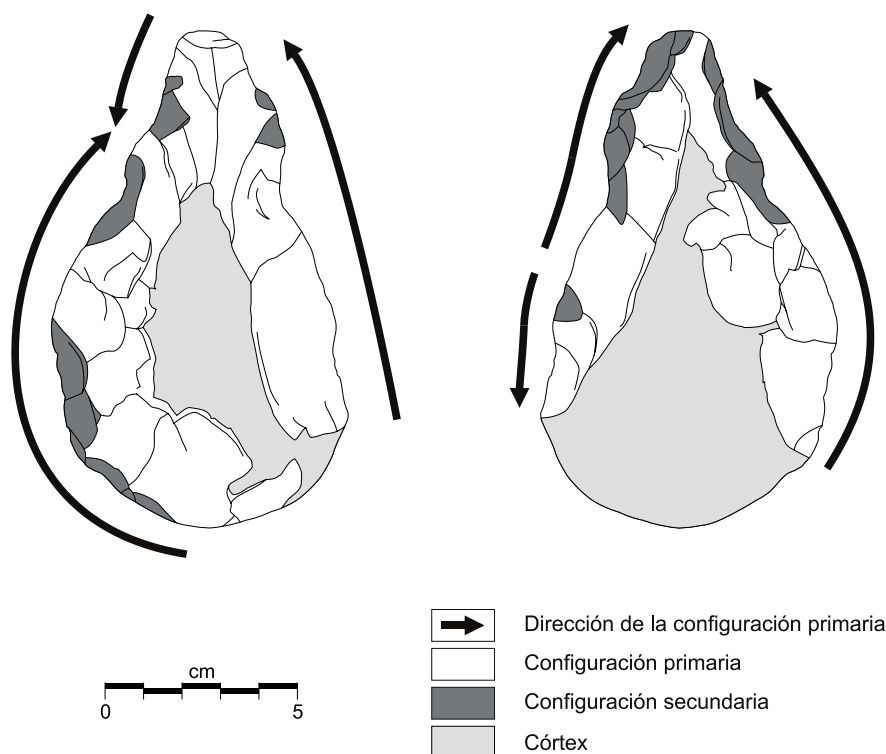 cm
0 5
Dirección de la configuración primaria
Configuración primaria
Configuración secundaria
Córtex